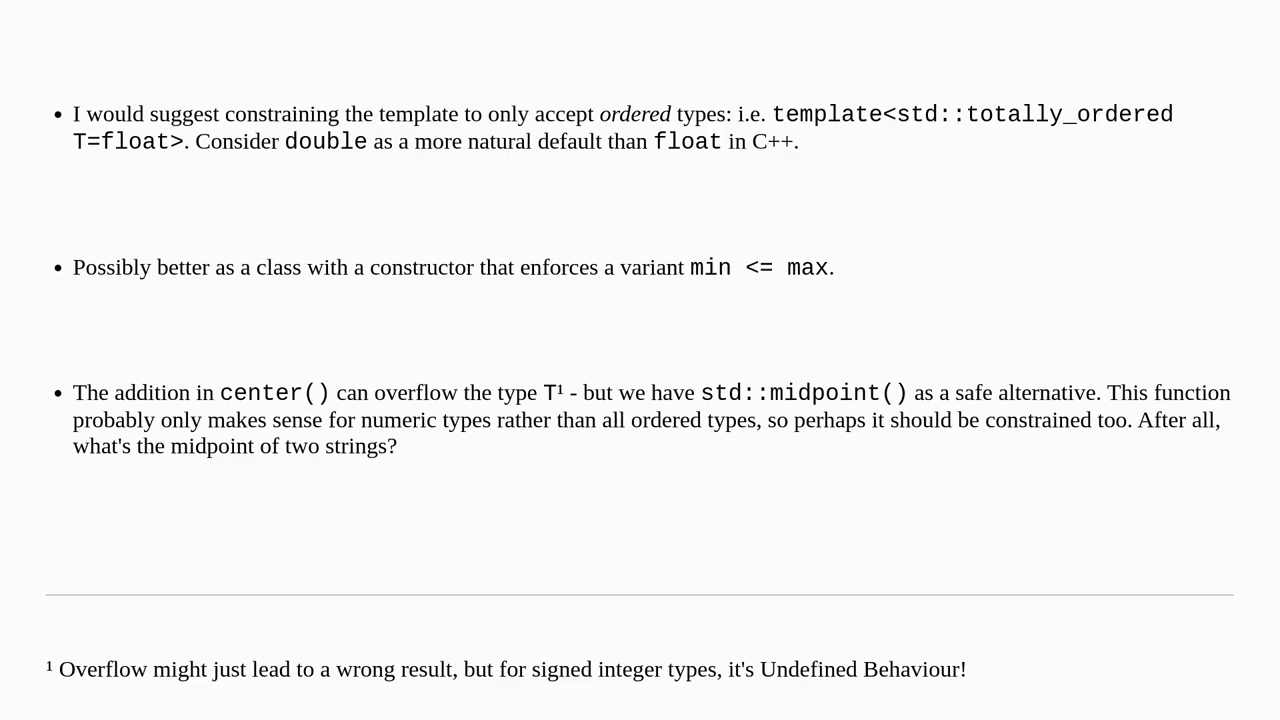 • I would suggest constraining the template to only accept ordered types: i.e. template<std::totally_ordered
T=float>. Consider double as a more natural default than float in C++.
• Possibly better as a class with a constructor that enforces a variant min <= max.
• The addition in center() can overflow the type T¹ - but we have std::midpoint() as a safe alternative. This function
probably only makes sense for numeric types rather than all ordered types, so perhaps it should be constrained too. After all,
what's the midpoint of two strings?
¹ Overflow might just lead to a wrong result, but for signed integer types, it's Undefined Behaviour!